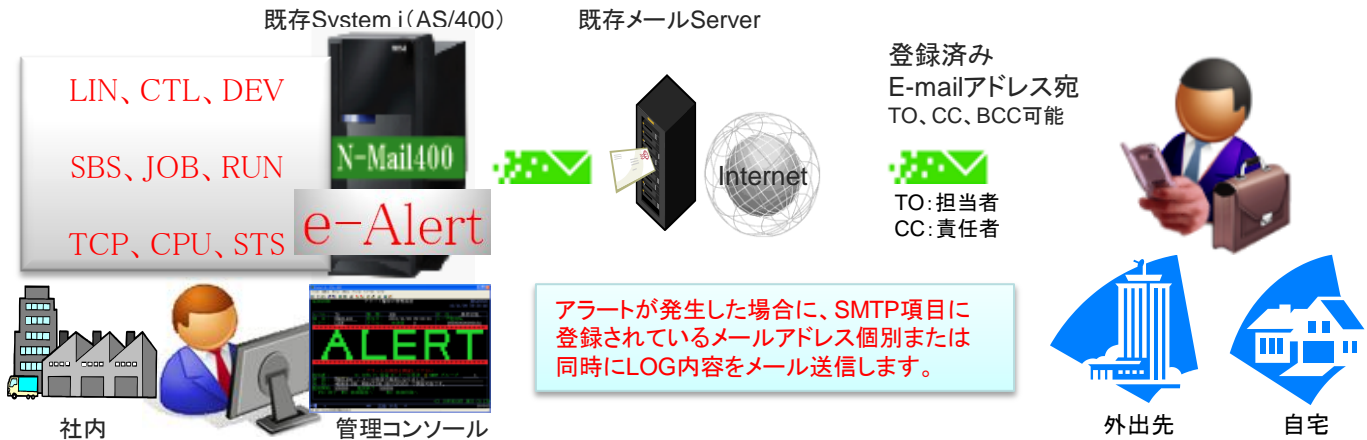 既存System i(AS/400)
既存メールServer
LIN、CTL、DEV
SBS、JOB、RUN
TCP、CPU、STS
N-Mail400
e-Alert
Internet
登録済み
E-mailアドレス宛
TO、CC、BCC可能
TO:担当者
CC:責任者
ALERT
アラートが発生した場合に、SMTP項目に
登録されているメールアドレス個別または
同時にLOG内容をメール送信します。
社内
管理コンソール
外出先
自宅